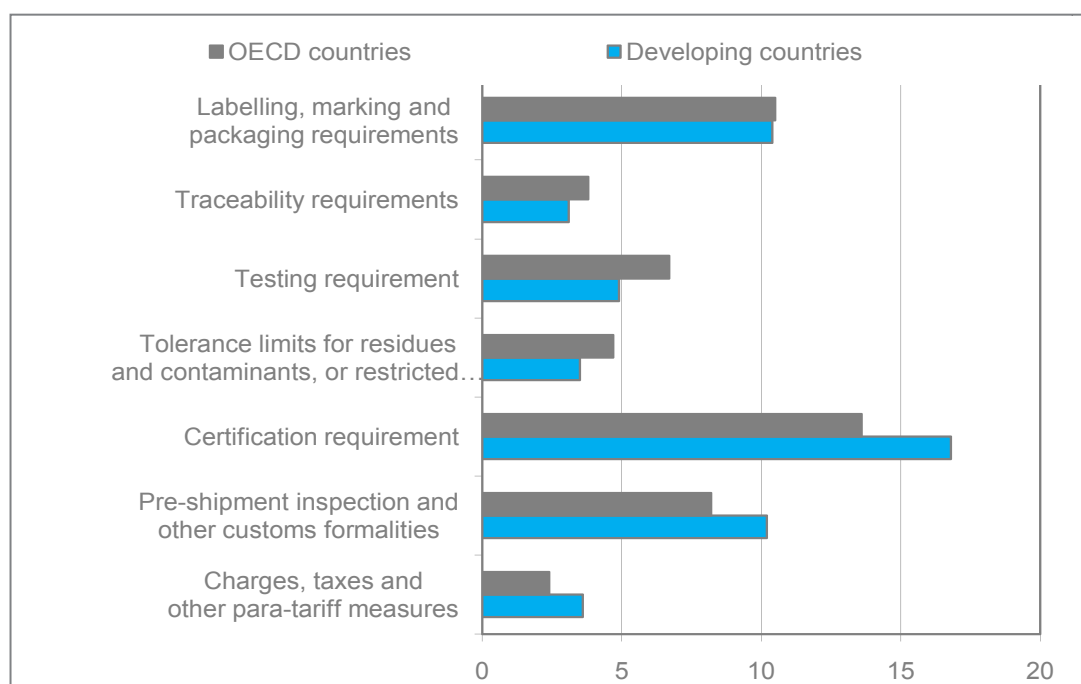 OECD countries
Developing countries
Labelling, marking and
packaging requirements
Traceability requirements
Testing requirement
Tolerance limits for residues
and contaminants, or restricted…
Certification requirement
Pre-shipment inspection and
other customs formalities
Charges, taxes and
other para-tariff measures
0 5 10 15 20